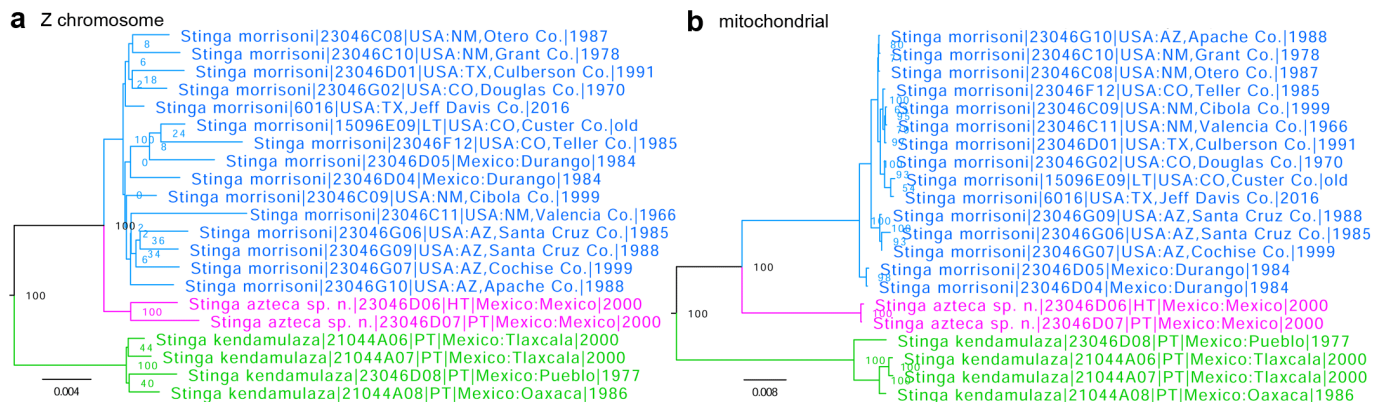 a Z chromosome
Stinga morrisoni|23046C08|USA:NM,Otero Co.|1987
8
Stinga morrisoni|23046C10|USA:NM,Grant Co.|1978
6
Stinga morrisoni|23046D01|USA:TX,Culberson Co.|1991
2 18
Stinga morrisoni|23046G02|USA:CO,Douglas Co.|1970
Stinga morrisoni|6016|USA:TX,Jeff Davis Co.|2016
Stinga morrisoni|15096E09|LT|USA:CO,Custer Co.|old
24
100
Stinga morrisoni|23046F12|USA:CO,Teller Co.|1985
8
Stinga morrisoni|23046D05|Mexico:Durango|1984
0
Stinga morrisoni|23046D04|Mexico:Durango|1984
Stinga morrisoni|23046C09|USA:NM,Cibola Co.|1999
0
Stinga morrisoni|23046C11|USA:NM,Valencia Co.|1966
100
2
Stinga morrisoni|23046G06|USA:AZ,Santa Cruz Co.|1985
2
36
Stinga morrisoni|23046G09|USA:AZ,Santa Cruz Co.|1988
34
6
Stinga morrisoni|23046G07|USA:AZ,Cochise Co.|1999
Stinga morrisoni|23046G10|USA:AZ,Apache Co.|1988
100
Stinga azteca sp. n.|23046D06|HT|Mexico:Mexico|2000
100
Stinga azteca sp. n.|23046D07|PT|Mexico:Mexico|2000
Stinga kendamulaza|21044A06|PT|Mexico:Tlaxcala|2000
44
Stinga kendamulaza|21044A07|PT|Mexico:Tlaxcala|2000
100
Stinga kendamulaza|23046D08|PT|Mexico:Pueblo|1977
40
Stinga kendamulaza|21044A08|PT|Mexico:Oaxaca|1986
0.004
b mitochondrial
Stinga morrisoni|23046G10|USA:AZ,Apache Co.|1988
80
Stinga morrisoni|23046C10|USA:NM,Grant Co.|1978
Stinga morrisoni|23046C08|USA:NM,Otero Co.|1987
Stinga morrisoni|23046F12|USA:CO,Teller Co.|1985
100
Stinga morrisoni|23046C09|USA:NM,Cibola Co.|1999
Stinga morrisoni|23046C11|USA:NM,Valencia Co.|1966
Stinga morrisoni|23046D01|USA:TX,Culberson Co.|1991
Stinga morrisoni|23046G02|USA:CO,Douglas Co.|1970
93
Stinga morrisoni|15096E09|LT|USA:CO,Custer Co.|old
54
Stinga morrisoni|6016|USA:TX,Jeff Davis Co.|2016
Stinga morrisoni|23046G09|USA:AZ,Santa Cruz Co.|1988
100
Stinga morrisoni|23046G06|USA:AZ,Santa Cruz Co.|1985
100
93
Stinga morrisoni|23046G07|USA:AZ,Cochise Co.|1999
100
Stinga morrisoni|23046D05|Mexico:Durango|1984
98
Stinga morrisoni|23046D04|Mexico:Durango|1984
Stinga azteca sp. n.|23046D06|HT|Mexico:Mexico|2000
100
100
Stinga azteca sp. n.|23046D07|PT|Mexico:Mexico|2000
Stinga kendamulaza|23046D08|PT|Mexico:Pueblo|1977
Stinga kendamulaza|21044A06|PT|Mexico:Tlaxcala|2000
100
100
Stinga kendamulaza|21044A07|PT|Mexico:Tlaxcala|2000
100
Stinga kendamulaza|21044A08|PT|Mexico:Oaxaca|1986
0.008